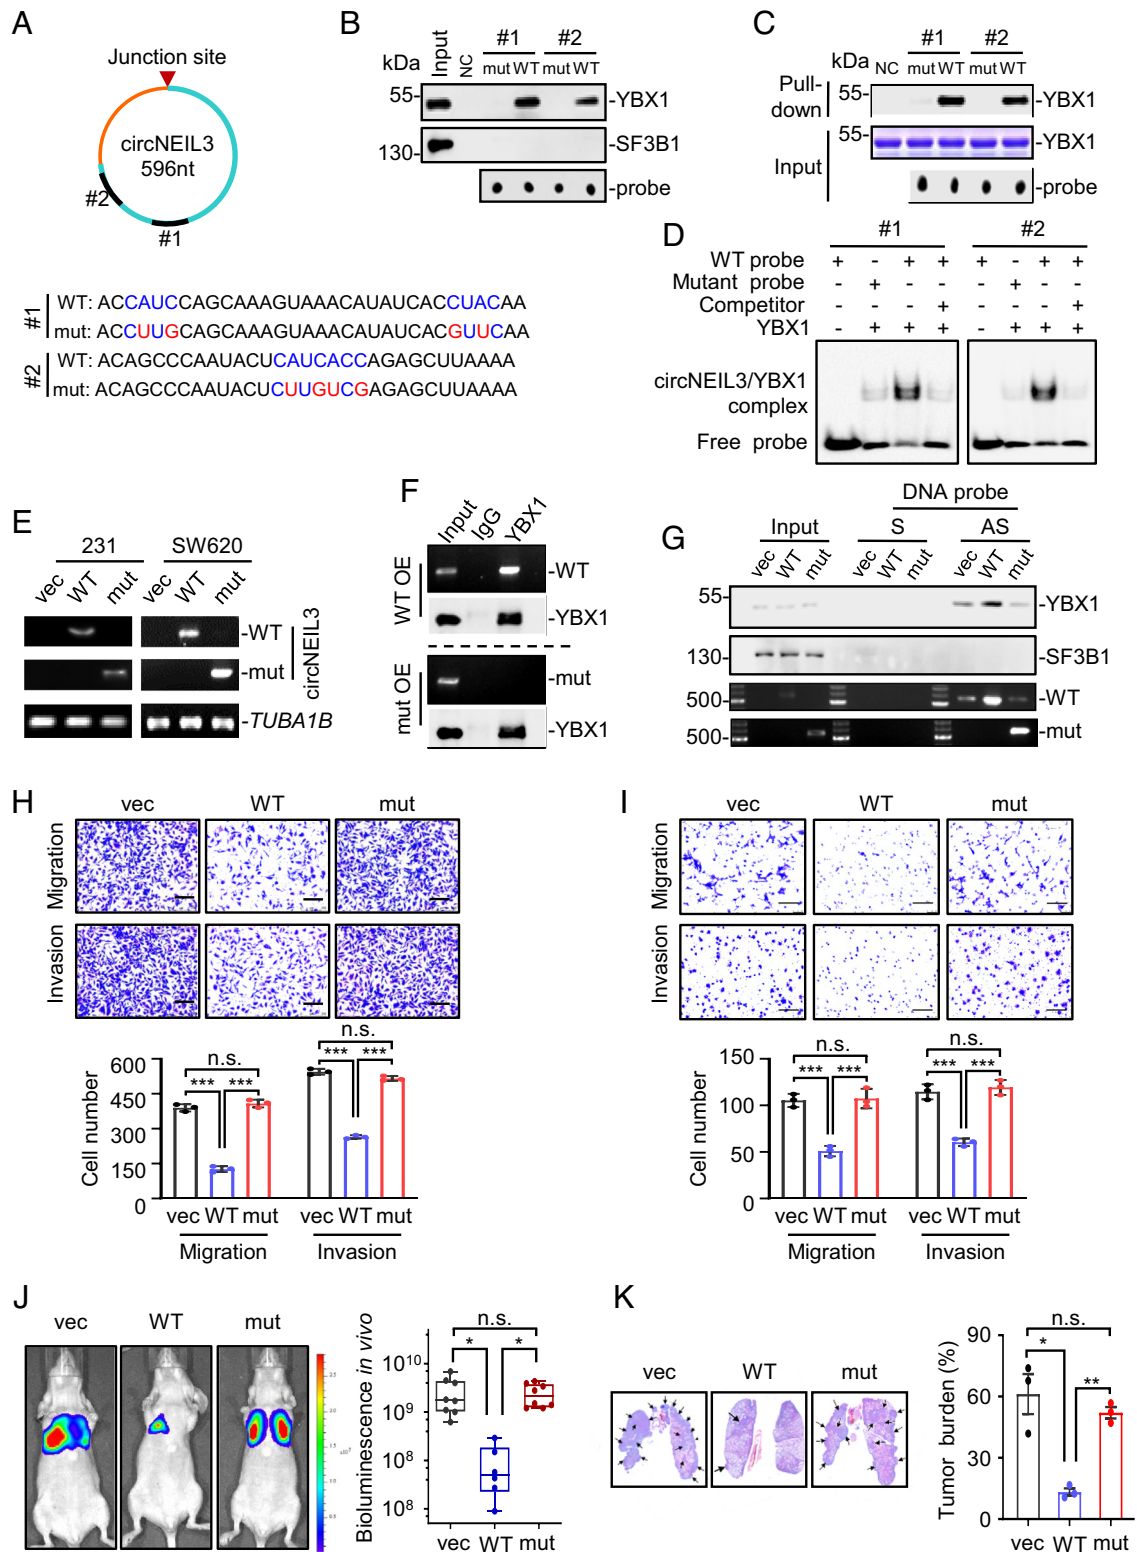 A
Junction site
circNEIL3
596nt
#2
#1
#1
WT: ACCAUCCAGCAAAGUAAACAUAUCACCUACAA
mut: ACCUUGCAGCAAAGUAAACAUAUCACGUUCAA
#2
WT: ACAGCCCAAUACUCAUCACCAGAGCUUAAAA
mut: ACAGCCCAAUACUCUUGUCGAGAGCUUAAAA
B
#1 #2
kDa Input NC mut WT mut WT
55- -YBX1
130- -SF3B1
-probe
C
#1 #2
kDa NC mut WT mut WT
Pull-down 55- -YBX1
Input 55- -YBX1
-probe
D
#1 #2
WT probe + - + + + - + +
Mutant probe - + - - - + - -
Competitor - - - + - - - +
YBX1 - + + + - + + +
circNEIL3/YBX1
complex
Free probe
E
231 SW620
vec WT mut vec WT mut
-WT
-mut
circNEIL3
-TUBA1B
F
Input IgG YBX1
WT OE
-WT
-YBX1
mut OE
-mut
-YBX1
G
DNA probe
Input S AS
vec WT mut vec WT mut vec WT mut
55- -YBX1
130- -SF3B1
500- -WT
500- -mut
H
vec WT mut
Migration
Invasion
n.s.
n.s. *** ***
*** ***
Cell number
600
450
300
150
0
vec WT mut vec WT mut
Migration Invasion
I
vec WT mut
Migration
Invasion
n.s. n.s.
*** *** *** ***
Cell number
150
100
50
0
vec WT mut vec WT mut
Migration Invasion
J
vec WT mut
Bioluminescence in vivo
n.s.
* *
10¹⁰
10⁹
10⁸
10⁸
vec WT mut
K
vec WT mut
Tumor burden (%)
n.s.
*
**
90
60
30
0
vec WT mut